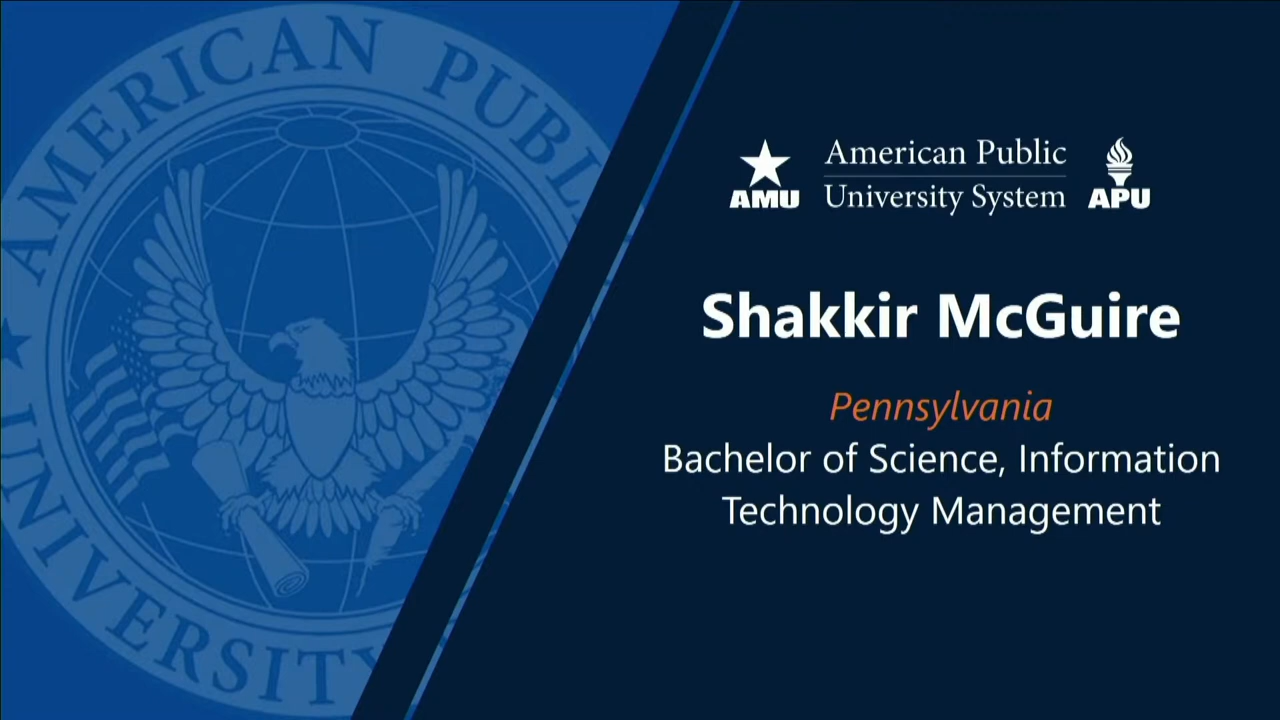 AMERICAN PUBLI
UNIVERSITY
AMU
American Public
University System
APU
Shakkir McGuire
Pennsylvania
Bachelor of Science, Information
Technology Management